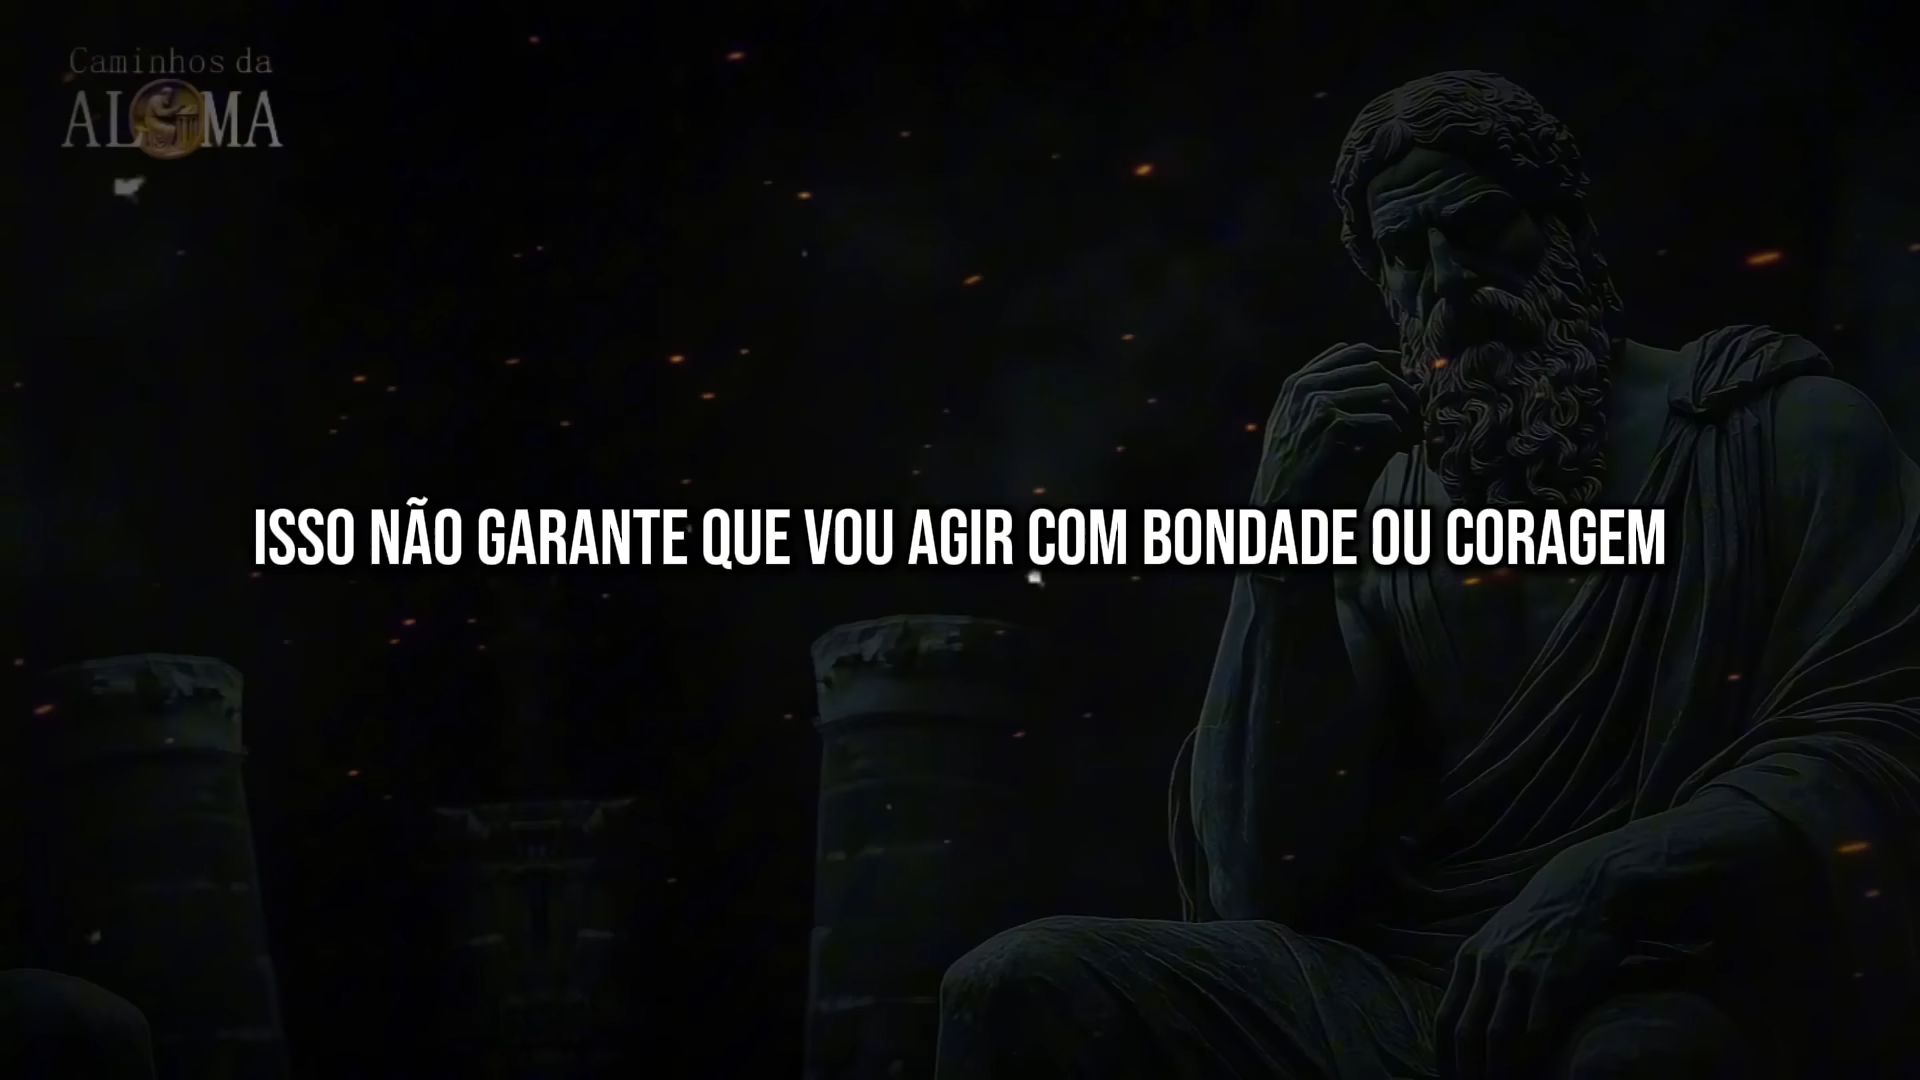 Caminhos da
ALMA
ISSO NÃO GARANTE QUE VOU AGIR COM BONDADE OU CORAGEM